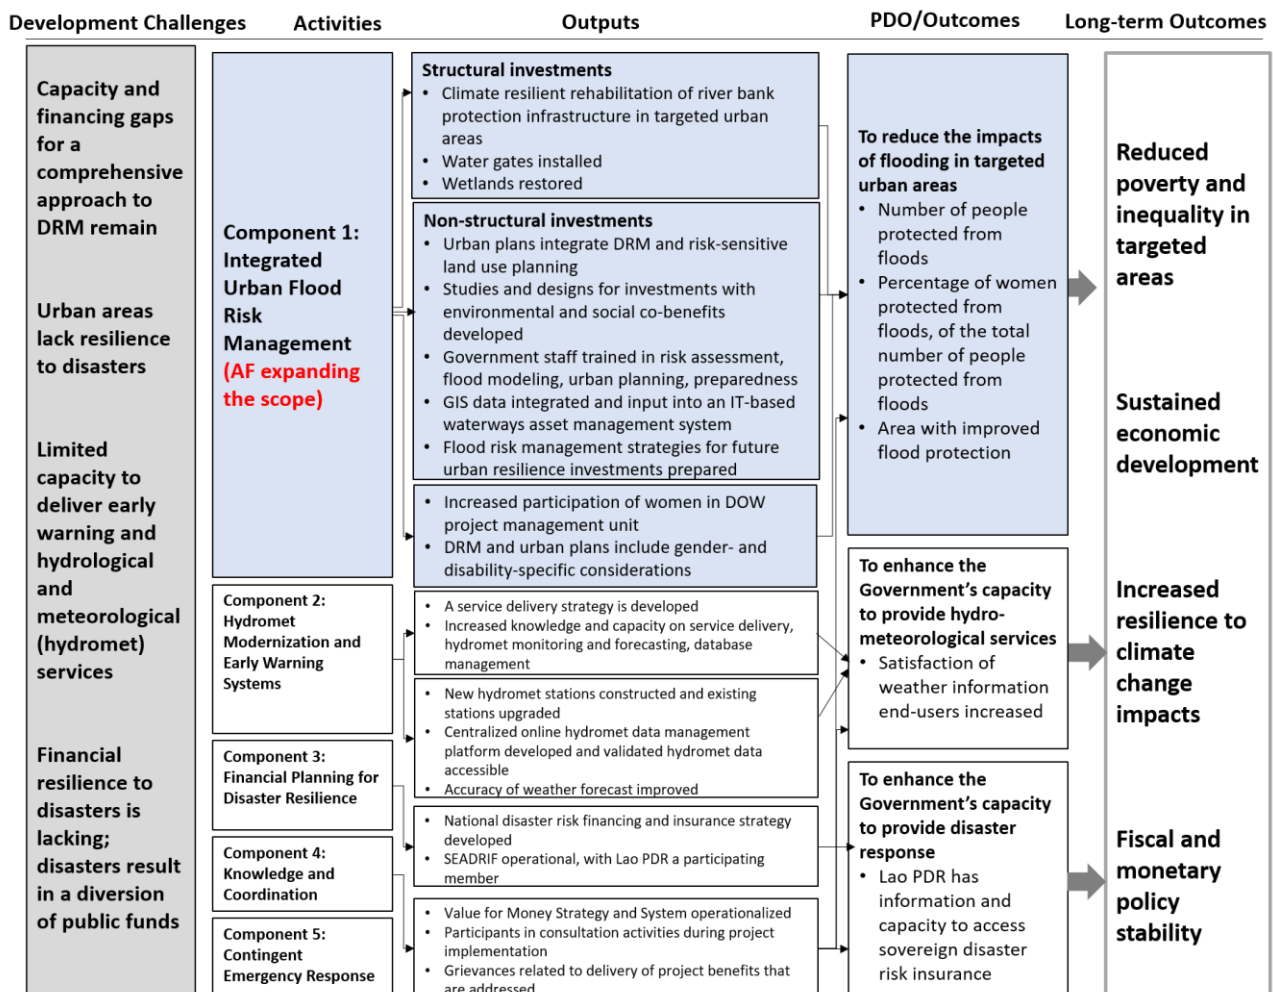 Development Challenges
Activities
Outputs
PDO/Outcomes
Long-term Outcomes
Capacity and
financing gaps
for a
comprehensive
approach to
DRM remain
Urban areas
lack resilience
to disasters
Limited
capacity to
deliver early
warning and
hydrological
and
meteorological
(hydromet)
services
Financial
resilience to
disasters is
lacking;
disasters result
in a diversion
of public funds
Component 1:
Integrated
Urban Flood
Risk
Management
(AF expanding
the scope)
Component 2:
Hydromet
Modernization and
Early Warning
Systems
Component 3:
Financial Planning for
Disaster Resilience
Component 4:
Knowledge and
Coordination
Component 5:
Contingent
Emergency Response
Structural investments
• Climate resilient rehabilitation of river bank
protection infrastructure in targeted urban
areas
• Water gates installed
• Wetlands restored
Non-structural investments
• Urban plans integrate DRM and risk-sensitive
land use planning
• Studies and designs for investments with
environmental and social co-benefits
developed
• Government staff trained in risk assessment,
flood modeling, urban planning, preparedness
• GIS data integrated and input into an IT-based
waterways asset management system
• Flood risk management strategies for future
urban resilience investments prepared
• Increased participation of women in DOW
project management unit
• DRM and urban plans include gender- and
disability-specific considerations
• A service delivery strategy is developed
• Increased knowledge and capacity on service delivery,
hydromet monitoring and forecasting, database
management
• New hydromet stations constructed and existing
stations upgraded
• Centralized online hydromet data management
platform developed and validated hydromet data
accessible
• Accuracy of weather forecast improved
• National disaster risk financing and insurance strategy
developed
• SEADRIF operational, with Lao PDR a participating
member
• Value for Money Strategy and System operationalized
• Participants in consultation activities during project
implementation
• Grievances related to delivery of project benefits that
are addressed
To reduce the impacts
of flooding in targeted
urban areas
• Number of people
protected from
floods
• Percentage of women
protected from
floods, of the total
number of people
protected from
floods
• Area with improved
flood protection
To enhance the
Government's capacity
to provide hydro-
meteorological services
• Satisfaction of
weather information
end-users increased
To enhance the
Government's capacity
to provide disaster
response
• Lao PDR has
information and
capacity to access
sovereign disaster
risk insurance
Reduced
poverty and
inequality in
targeted
areas
Sustained
economic
development
Increased
resilience to
climate
change
impacts
Fiscal and
monetary
policy
stability